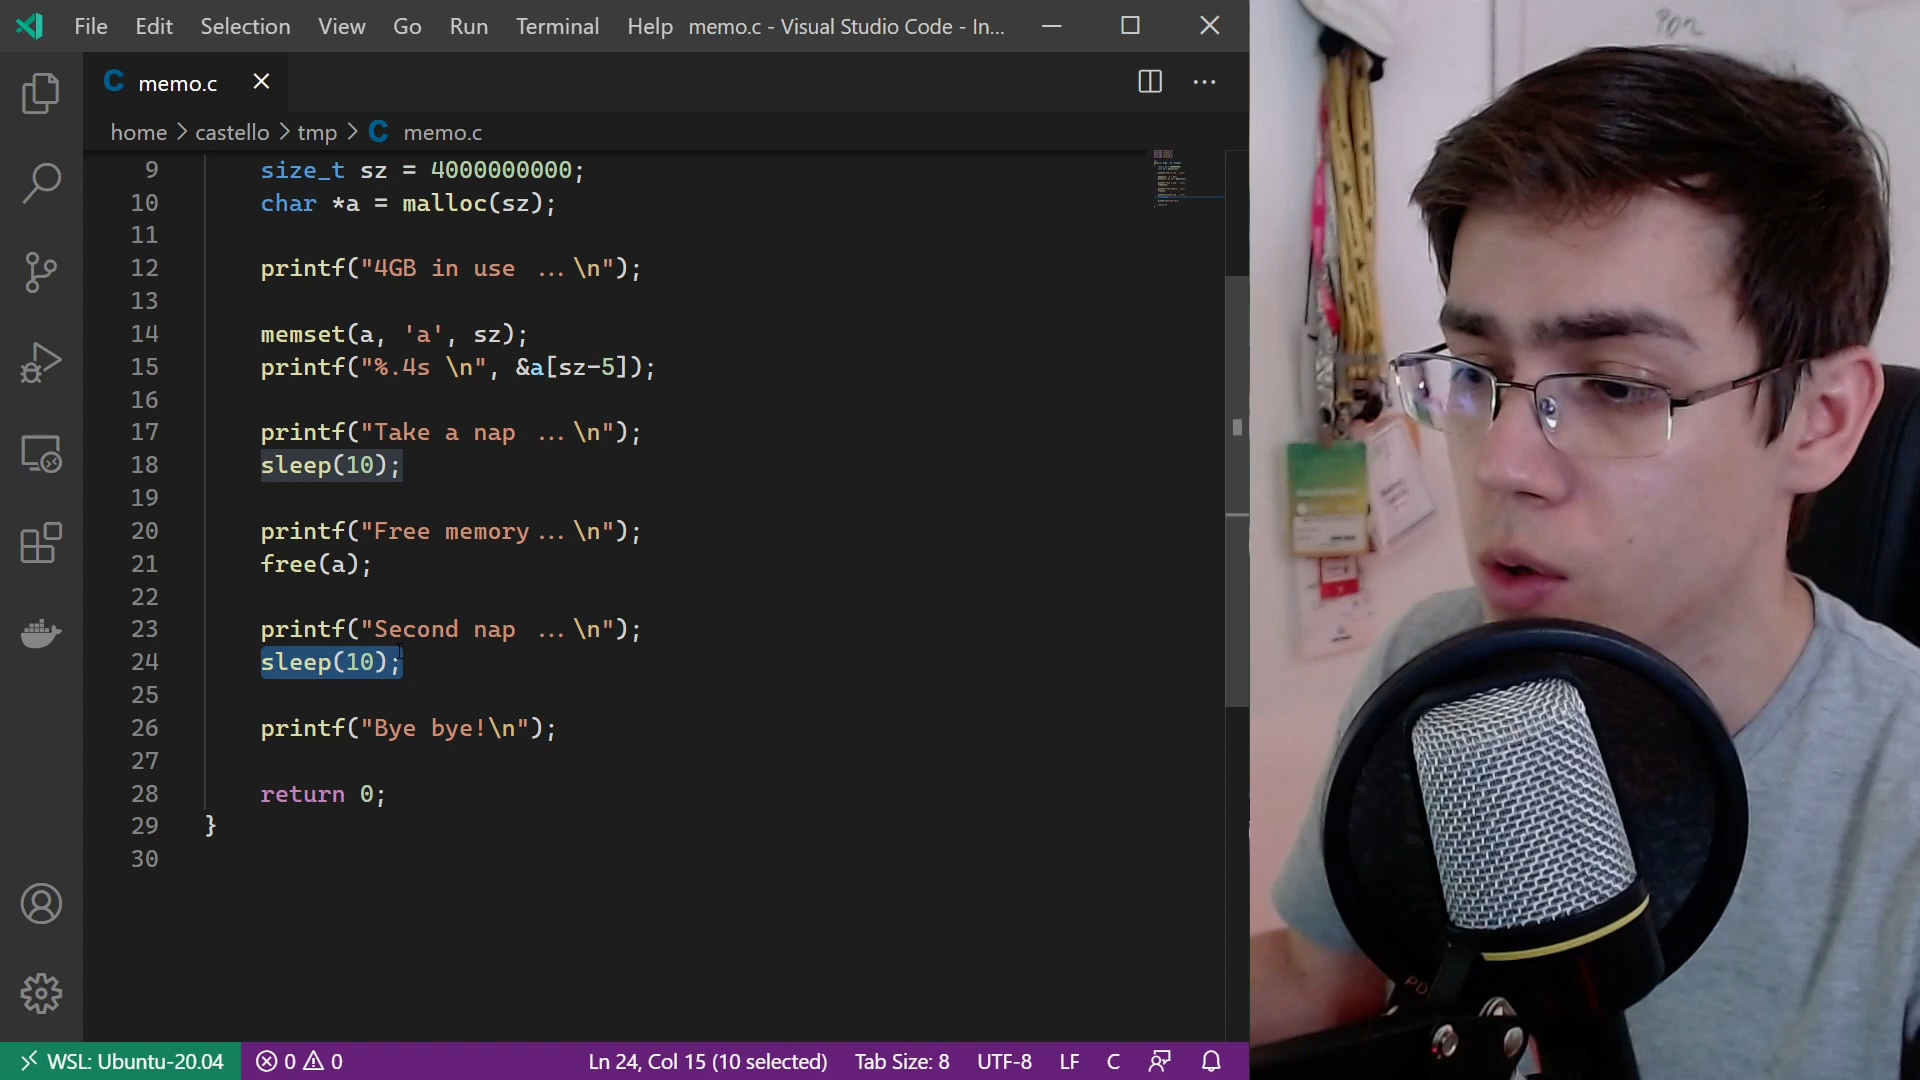 File Edit Selection View Go Run Terminal Help memo.c - Visual Studio Code - In...
C memo.c
home > castello > tmp > C memo.c
9 size_t sz = 4000000000;
10 char *a = malloc(sz);
11
12 printf("4GB in use ...\n");
13
14 memset(a, 'a', sz);
15 printf("%.4s \n", &a[sz-5]);
16
17 printf("Take a nap ...\n");
18 sleep(10);
19
20 printf("Free memory...\n");
21 free(a);
22
23 printf("Second nap ...\n");
24 sleep(10);
25
26 printf("Bye bye!\n");
27
28 return 0;
29 }
30
WSL: Ubuntu-20.04 0 0 Ln 24, Col 15 (10 selected) Tab Size: 8 UTF-8 LF C